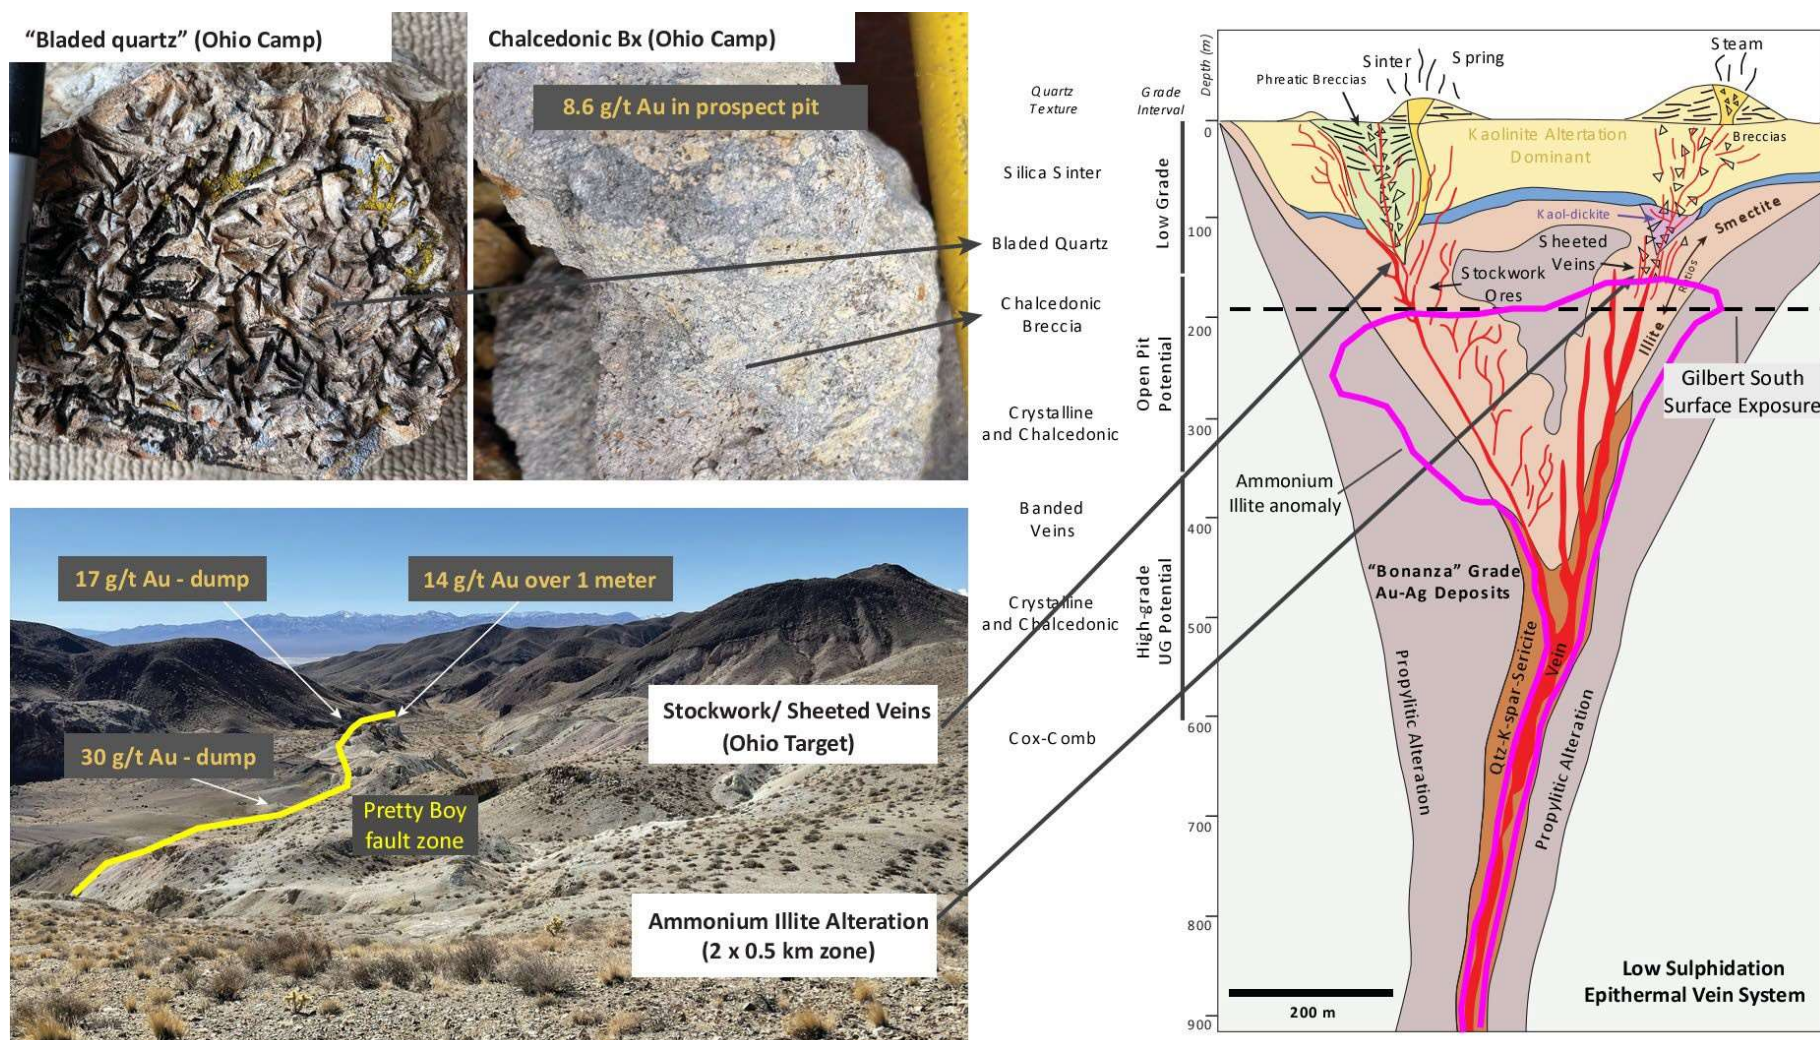 “Bladed quartz” (Ohio Camp)
Chalcedonic Bx (Ohio Camp)
8.6 g/t Au in prospect pit
17 g/t Au - dump
14 g/t Au over 1 meter
30 g/t Au - dump
Pretty Boy
fault zone
Stockwork/ Sheeted Veins
(Ohio Target)
Ammonium Illite Alteration
(2 x 0.5 km zone)
Quartz
Texture
Silica Sinter
Bladed Quartz
Chalcedonic
Breccia
Crystalline
and Chalcedonic
Banded
Veins
Crystalline
and Chalcedonic
Cox-Comb
Grade
Interval
Low Grade
Open Pit
Potential
High-grade
UG Potential
Depth (m)
0
100
200
300
400
500
600
700
800
900
Phreatic Breccias
Sinter
Spring
Steam
Kaolinite Altertation
Dominant
Breccias
Kaol-dickite
Smectite
Sheeted
Veins
Stockwork
Ores
Ratios
Illite
Gilbert South
Surface Exposure
Ammonium
Illite anomaly
“Bonanza” Grade
Au-Ag Deposits
Vein
Qtz-K-spar-Sericite
Propylitic Alteration
Propylitic Alteration
Low Sulphidation
Epithermal Vein System
200 m